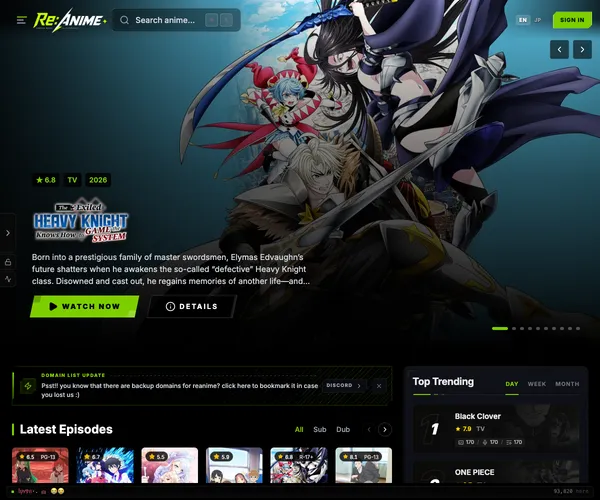 Re:ANIME
Search anime...
EN JP
SIGN IN
6.8 TV 2026
The Exiled
HEAVY KNIGHT
Knows How to GAME the SYSTEM
Born into a prestigious family of master swordsmen, Elymas Edvaughn's
future shatters when he awakens the so-called "defective" Heavy Knight
class. Disowned and cast out, he regains memories of another life—and...
WATCH NOW
DETAILS
DOMAIN LIST UPDATE
Psst!! you know that there are backup domains for reanime? click here to bookmark it in case
you lost us :)
DISCORD
Top Trending
DAY WEEK MONTH
1
Black Clover
7.9 TV
170 170 170
ONE PIECE
Latest Episodes
All Sub Dub
6.5 PG-13
6.7
5.5
5.9
6.8 R-17+
8.1 PG-13
93,620 here